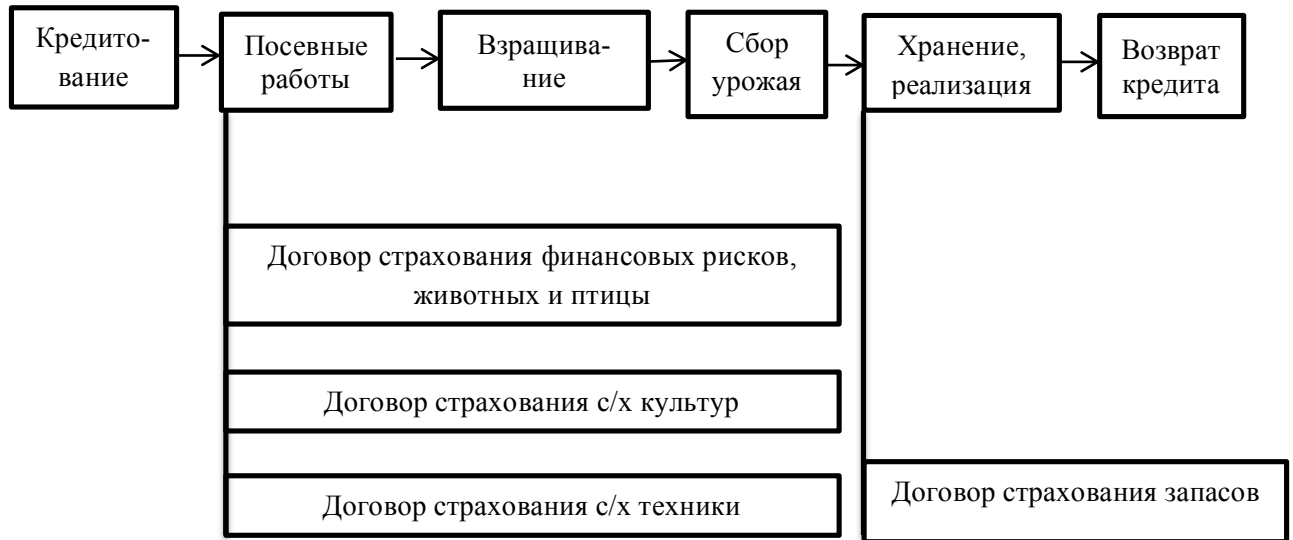 Кредито-
вание
Посевные
работы
Взращива-
ние
Сбор
урожая
Хранение,
реализация
Возврат
кредита
Договор страхования финансовых рисков,
животных и птицы
Договор страхования с/х культур
Договор страхования с/х техники
Договор страхования запасов